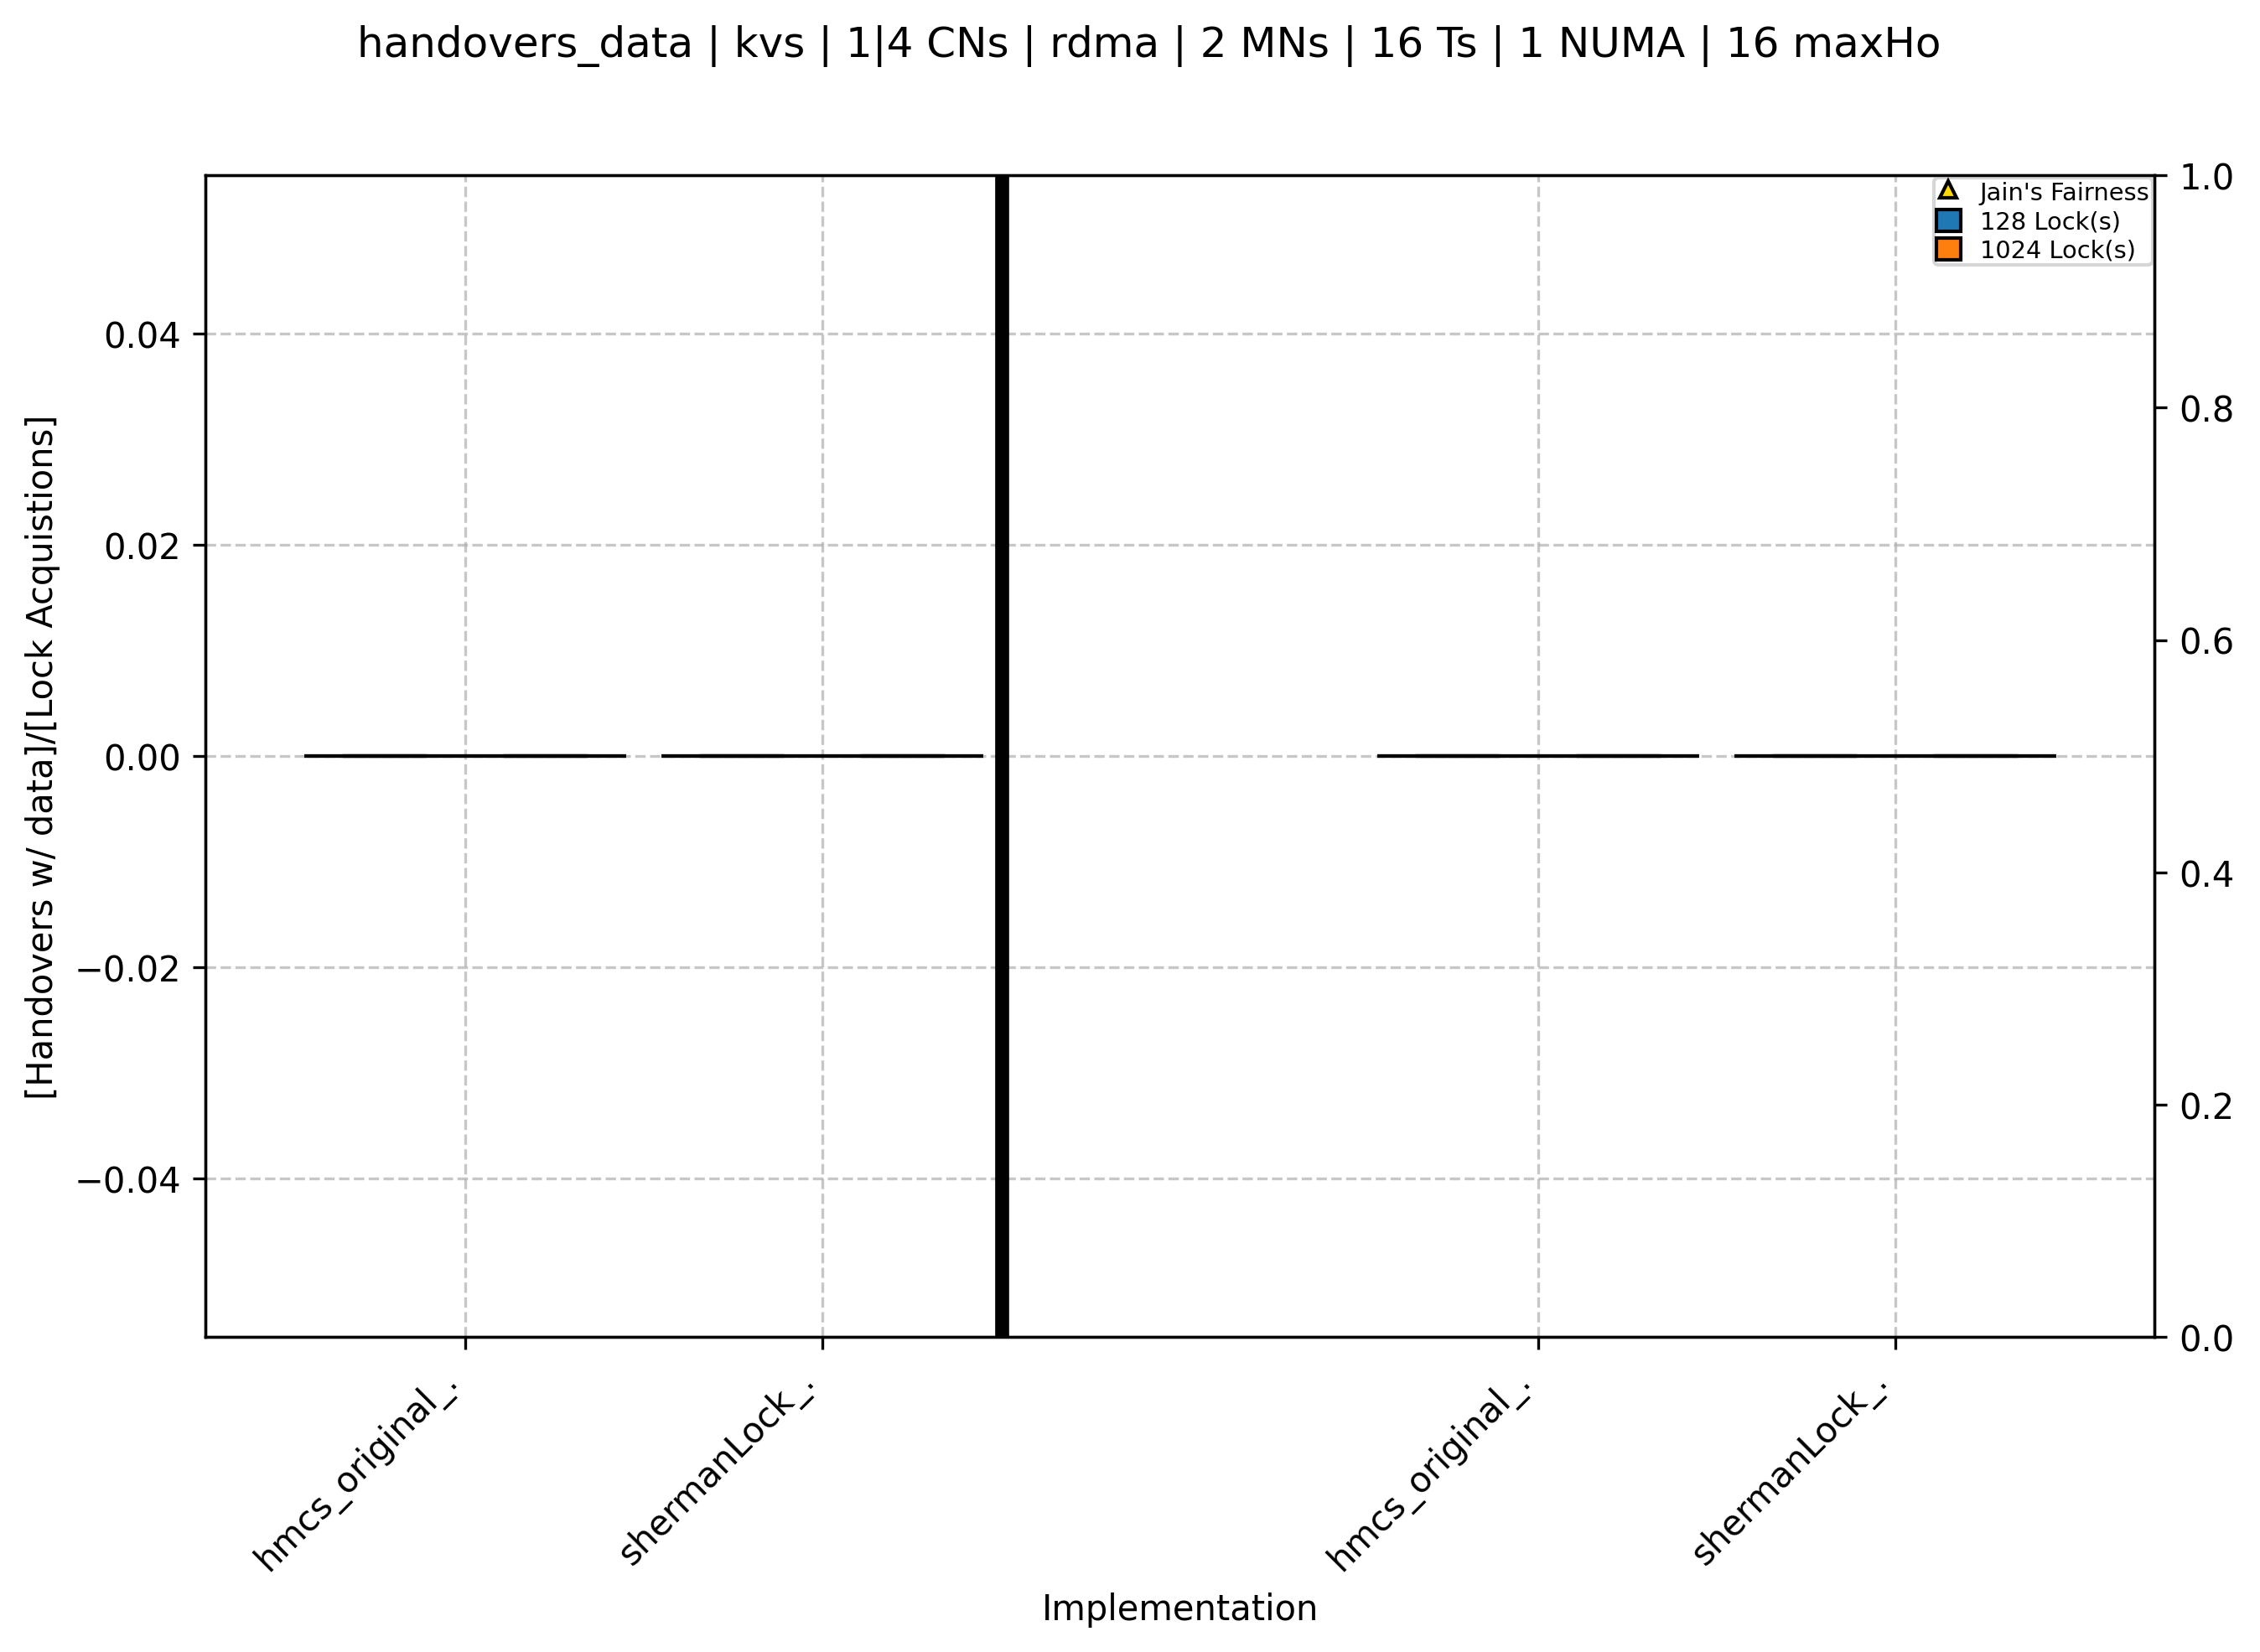 handovers_data | kvs | 1|4 CNs | rdma | 2 MNs | 16 Ts | 1 NUMA | 16 maxHo
Jain's Fairness
128 Lock(s)
1024 Lock(s)
[Handovers w/ data]/[Lock Acquistions]
0.04
0.02
0.00
−0.02
−0.04
1.0
0.8
0.6
0.4
0.2
0.0
hmcs_original_.
shermanLock_.
hmcs_original_.
shermanLock_.
Implementation